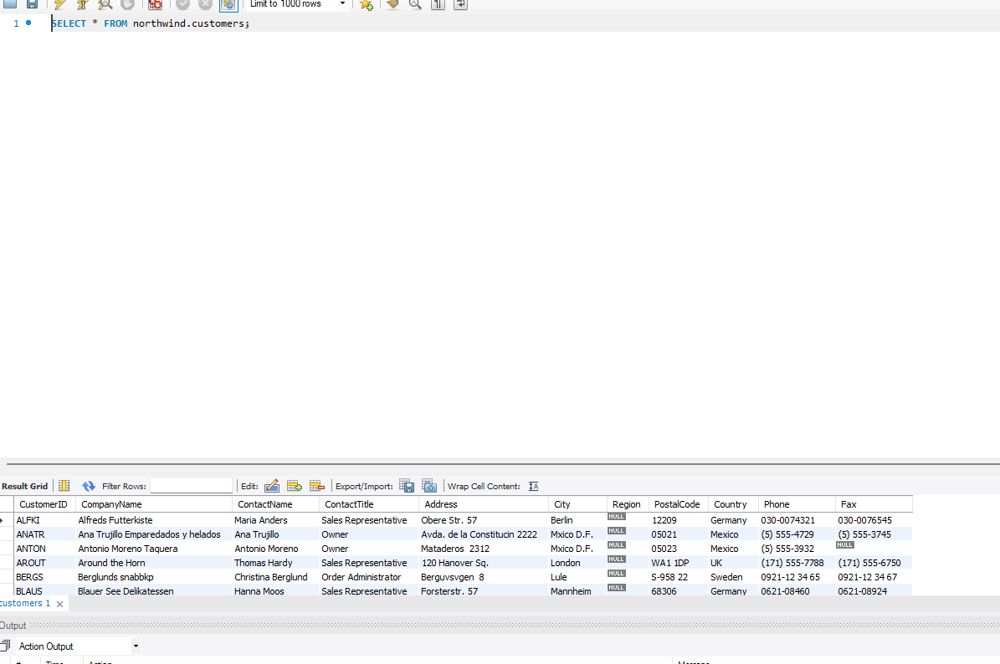 Limit to 1000 rows
1 SELECT * FROM northwind.customers;
Result Grid Filter Rows: Edit: Export/Import: Wrap Cell Content:
CustomerID CompanyName ContactName ContactTitle Address City Region PostalCode Country Phone Fax
ALFKI Alfreds Futterkiste Maria Anders Sales Representative Obere Str. 57 Berlin NULL 12209 Germany 030-0074321 030-0076545
ANATR Ana Trujillo Emparedados y helados Ana Trujillo Owner Avda. de la Constitucin 2222 Mxico D.F. NULL 05021 Mexico (5) 555-4729 (5) 555-3745
ANTON Antonio Moreno Taquera Antonio Moreno Owner Mataderos 2312 Mxico D.F. NULL 05023 Mexico (5) 555-3932 NULL
AROUT Around the Horn Thomas Hardy Sales Representative 120 Hanover Sq. London NULL WA1 1DP UK (171) 555-7788 (171) 555-6750
BERGS Berglunds snabbkp Christina Berglund Order Administrator Berguvsvgen 8 Lule NULL S-958 22 Sweden 0921-12 34 65 0921-12 34 67
BLAUS Blauer See Delikatessen Hanna Moos Sales Representative Forsterstr. 57 Mannheim NULL 68306 Germany 0621-08460 0621-08924
customers 1
Output
Action Output
# Time Action Message